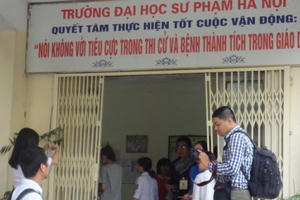 TRƯỜNG ĐẠI HỌC SƯ PHẠM HÀ NỘI
QUYẾT TÂM THỰC HIỆN TỐT CUỘC VẬN ĐỘNG:
"NÓI KHÔNG VỚI TIÊU CỰC TRONG THI CỬ VÀ BỆNH THÀNH TÍCH TRONG GIÁO